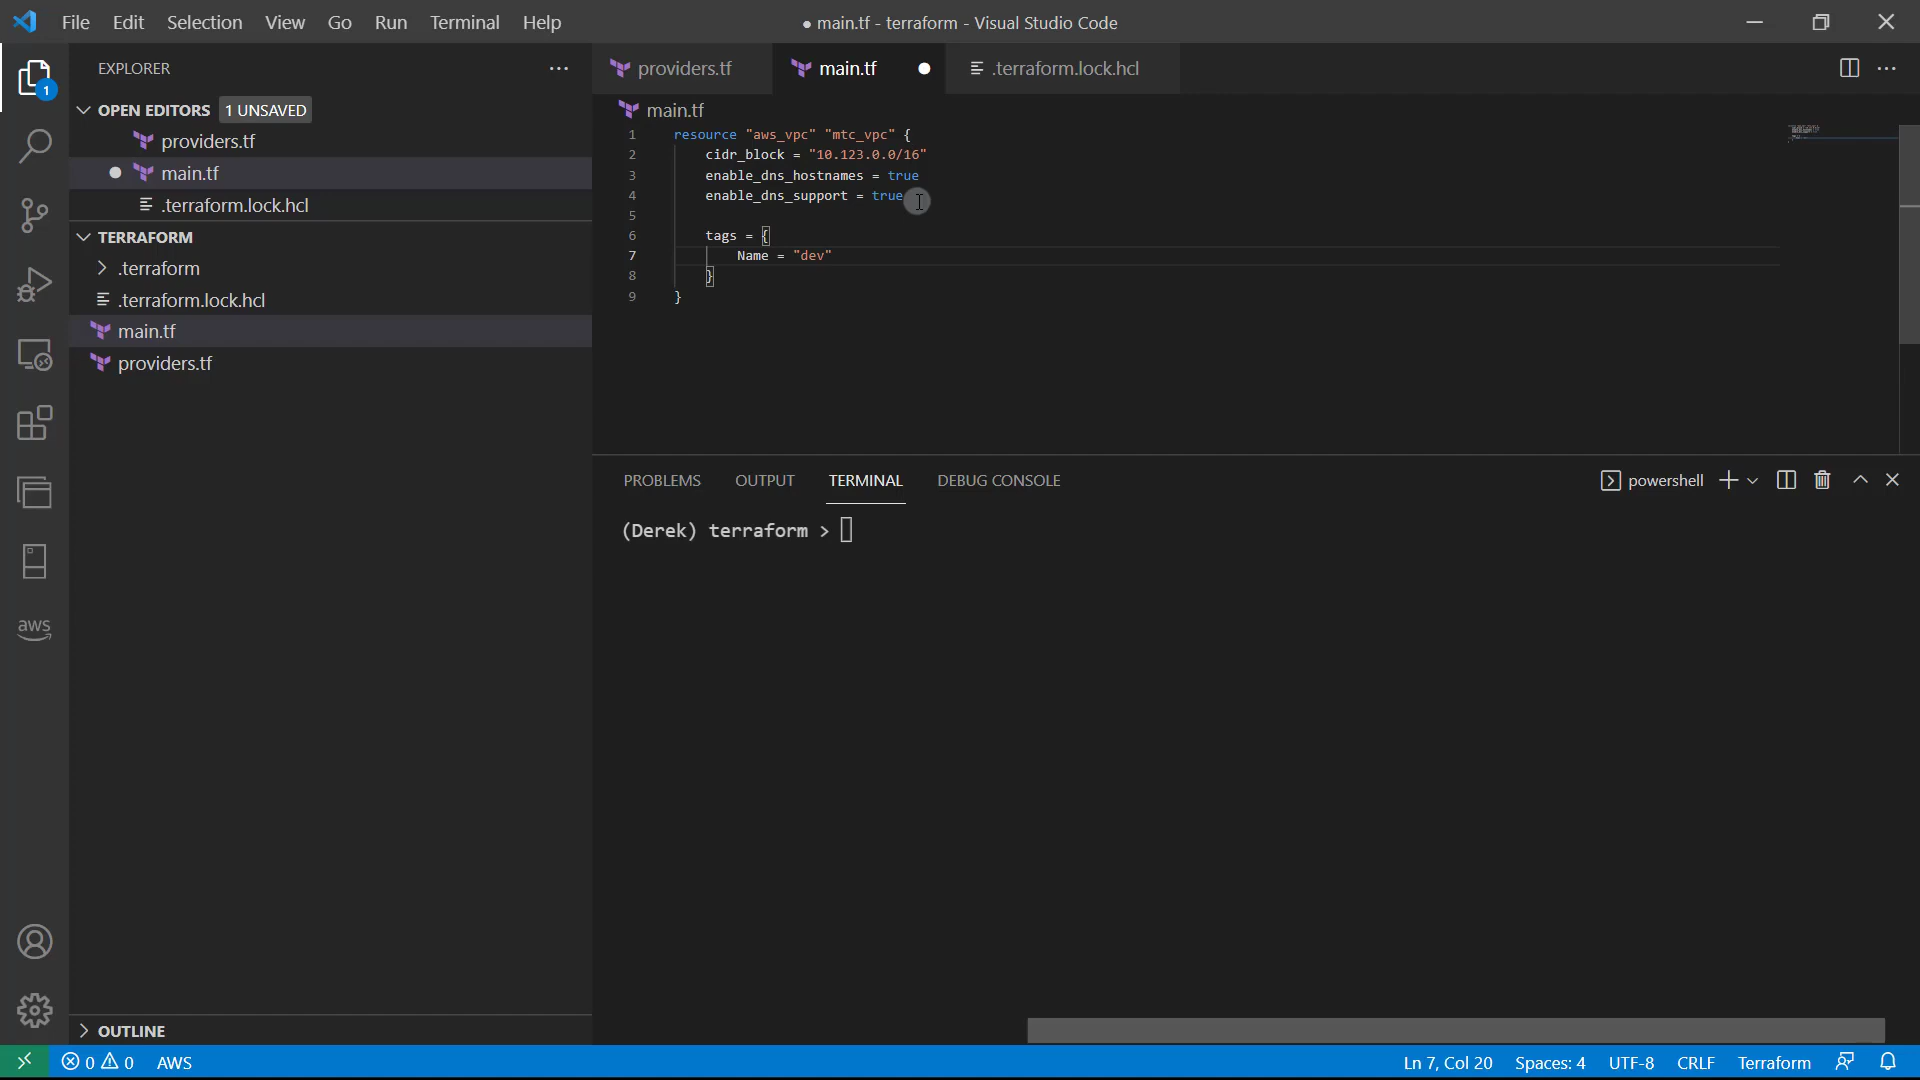 File Edit Selection View Go Run Terminal Help
● main.tf - terraform - Visual Studio Code
EXPLORER
1
OPEN EDITORS 1 UNSAVED
providers.tf
main.tf
.terraform.lock.hcl
TERRAFORM
.terraform
.terraform.lock.hcl
main.tf
providers.tf
aws
OUTLINE
providers.tf main.tf .terraform.lock.hcl
main.tf
1 resource "aws_vpc" "mtc_vpc" {
2 cidr_block = "10.123.0.0/16"
3 enable_dns_hostnames = true
4 enable_dns_support = true
5
6 tags = {
7 Name = "dev"
8 }
9 }
PROBLEMS OUTPUT TERMINAL DEBUG CONSOLE powershell
(Derek) terraform >
0 0 AWS Ln 7, Col 20 Spaces: 4 UTF-8 CRLF Terraform